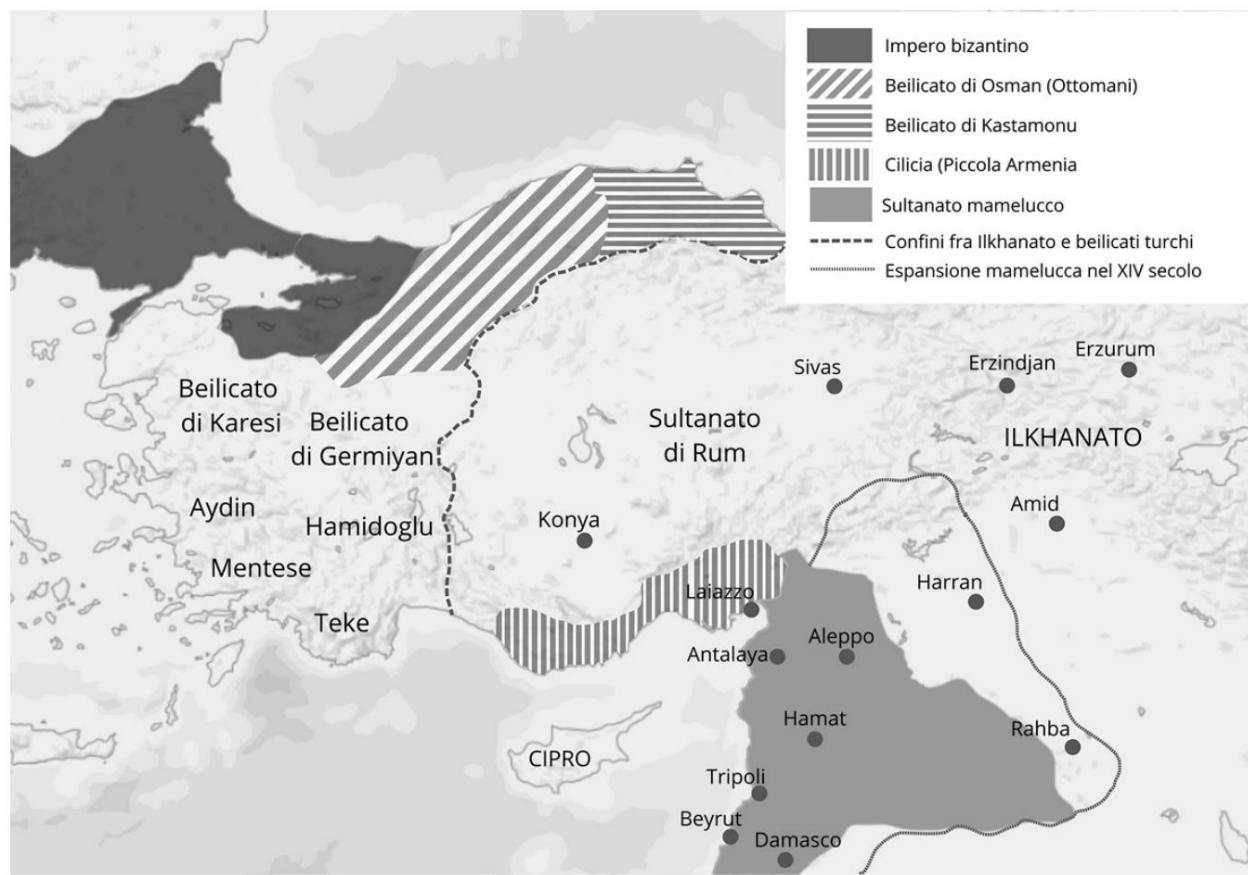 Impero bizantino
Beilicato di Osman (Ottomani)
Beilicato di Kastamonu
Cilicia (Piccola Armenia
Sultanato mamelucco
Confini fra Ilkhanato e beilicati turchi
Espansione mamelucca nel XIV secolo
Sivas
Erzindjan
Erzurum
Beilicato
di Karesi
Beilicato
di Germiyan
Sultanato
di Rum
ILKHANATO
Aydin
Hamidoglu
Konya
Amid
Mentese
Harran
Laiazzo
Teke
Antalaya
Aleppo
Hamat
Rahba
CIPRO
Tripoli
Beyrut
Damasco